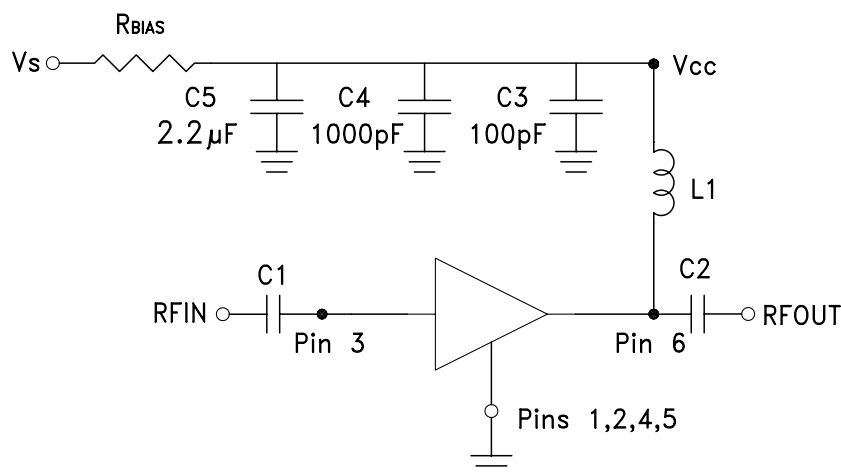 RBIAS
Vs
Vcc
C5
2.2µF
C4
1000pF
C3
100pF
L1
C1
C2
RFIN
RFOUT
Pin 3
Pin 6
Pins 1,2,4,5